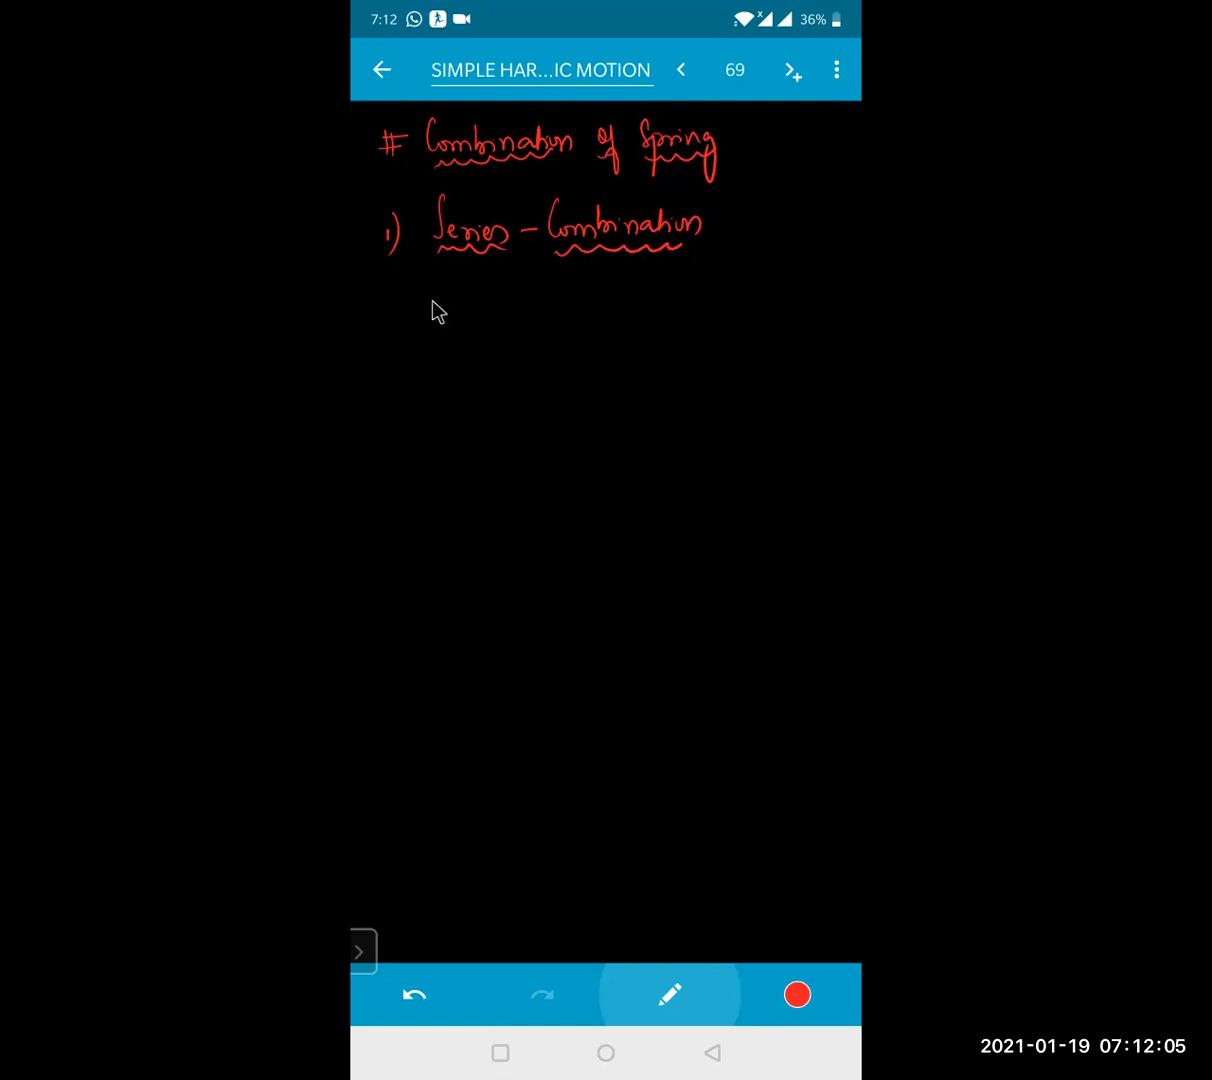 7:12 36%
SIMPLE HAR...IC MOTION 69
# Combination of Spring
1) Series - Combination
2021-01-19 07:12:05